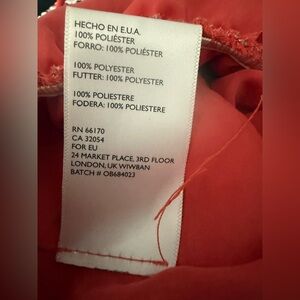 HECHO EN E.U.A.
100% POLIÉSTER
FORRO: 100% POLIÉSTER
100% POLYESTER
FUTTER: 100% POLYESTER
100% POLIESTERE
FODERA: 100% POLIESTERE
RN 66170
CA 32054
FOR EU
24 MARKET PLACE, 3RD FLOOR
LONDON, UK W1W8AN
BATCH # OB684023